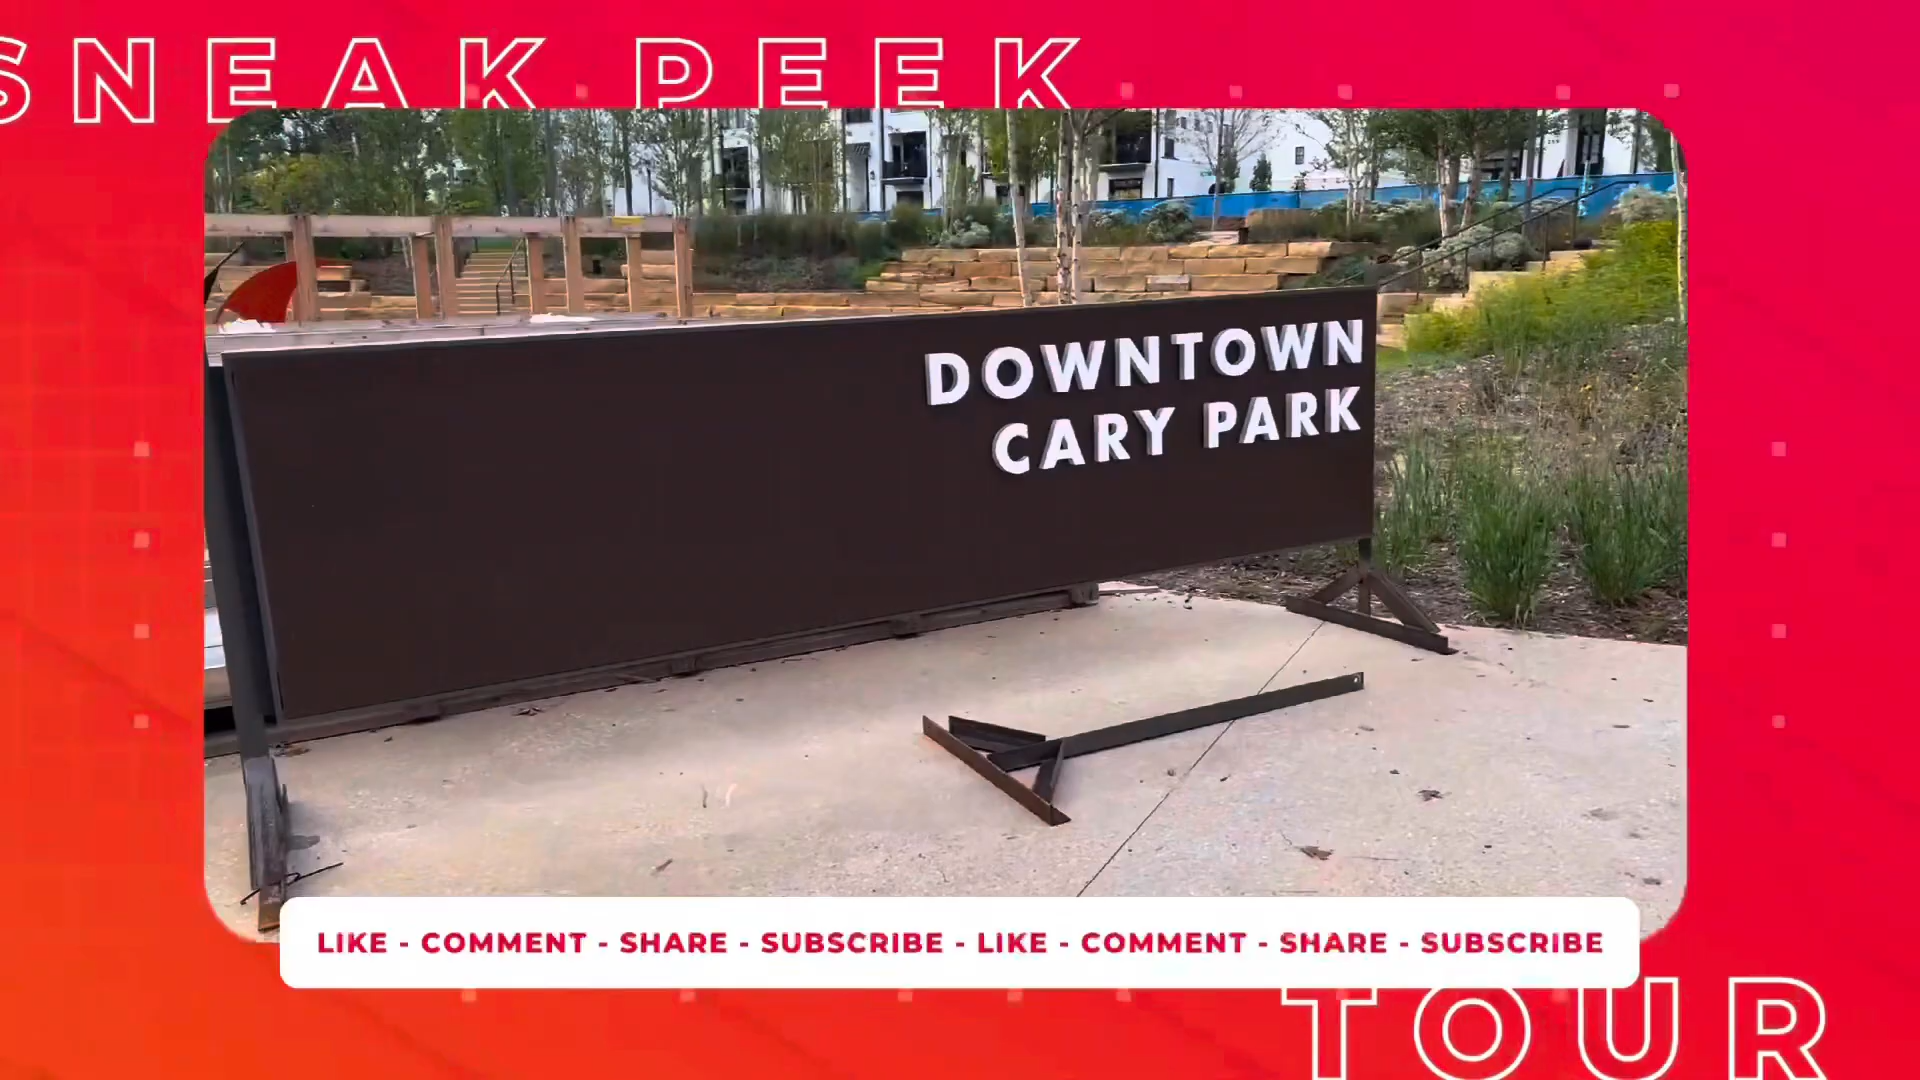 SNEAK PEEK
DOWNTOWN
CARY PARK
LIKE - COMMENT - SHARE - SUBSCRIBE - LIKE - COMMENT - SHARE - SUBSCRIBE
TOUR